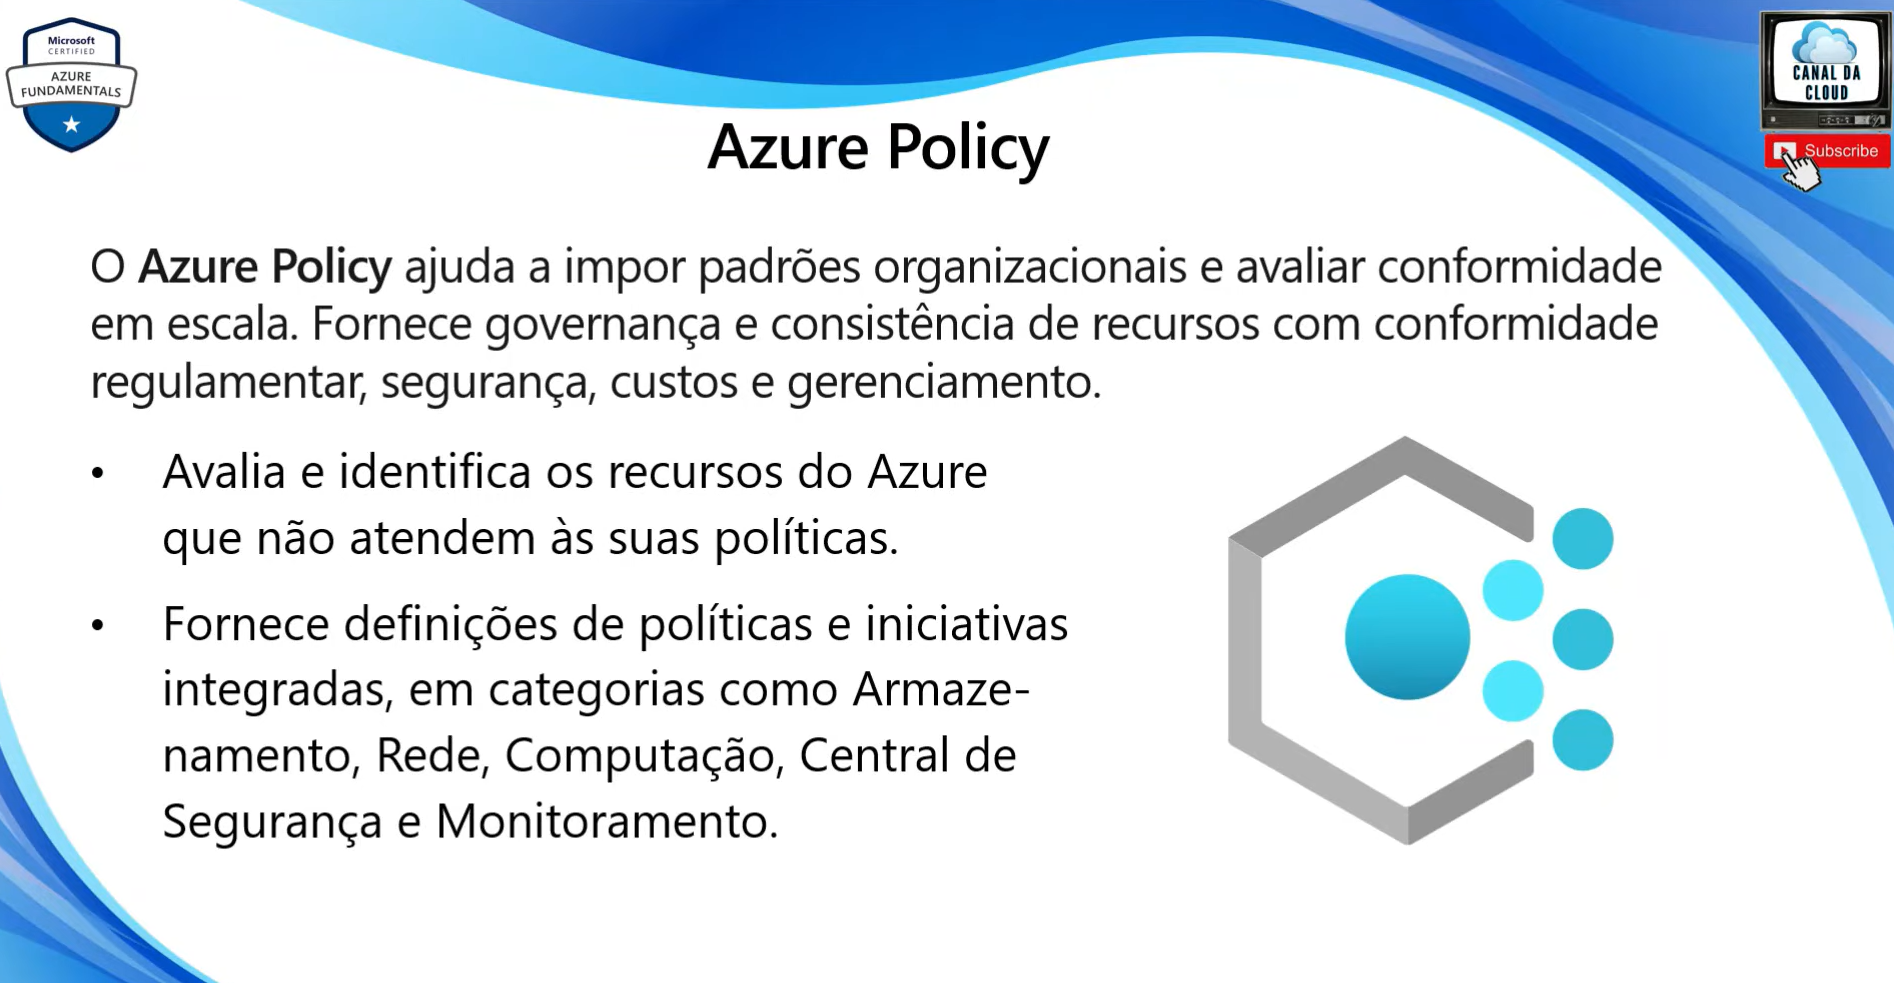 Microsoft
CERTIFIED
AZURE
FUNDAMENTALS
CANAL DA
CLOUD
Subscribe
Azure Policy
O Azure Policy ajuda a impor padrões organizacionais e avaliar conformidade
em escala. Fornece governança e consistência de recursos com conformidade
regulamentar, segurança, custos e gerenciamento.
• Avalia e identifica os recursos do Azure
que não atendem às suas políticas.
• Fornece definições de políticas e iniciativas
integradas, em categorias como Armaze-
namento, Rede, Computação, Central de
Segurança e Monitoramento.